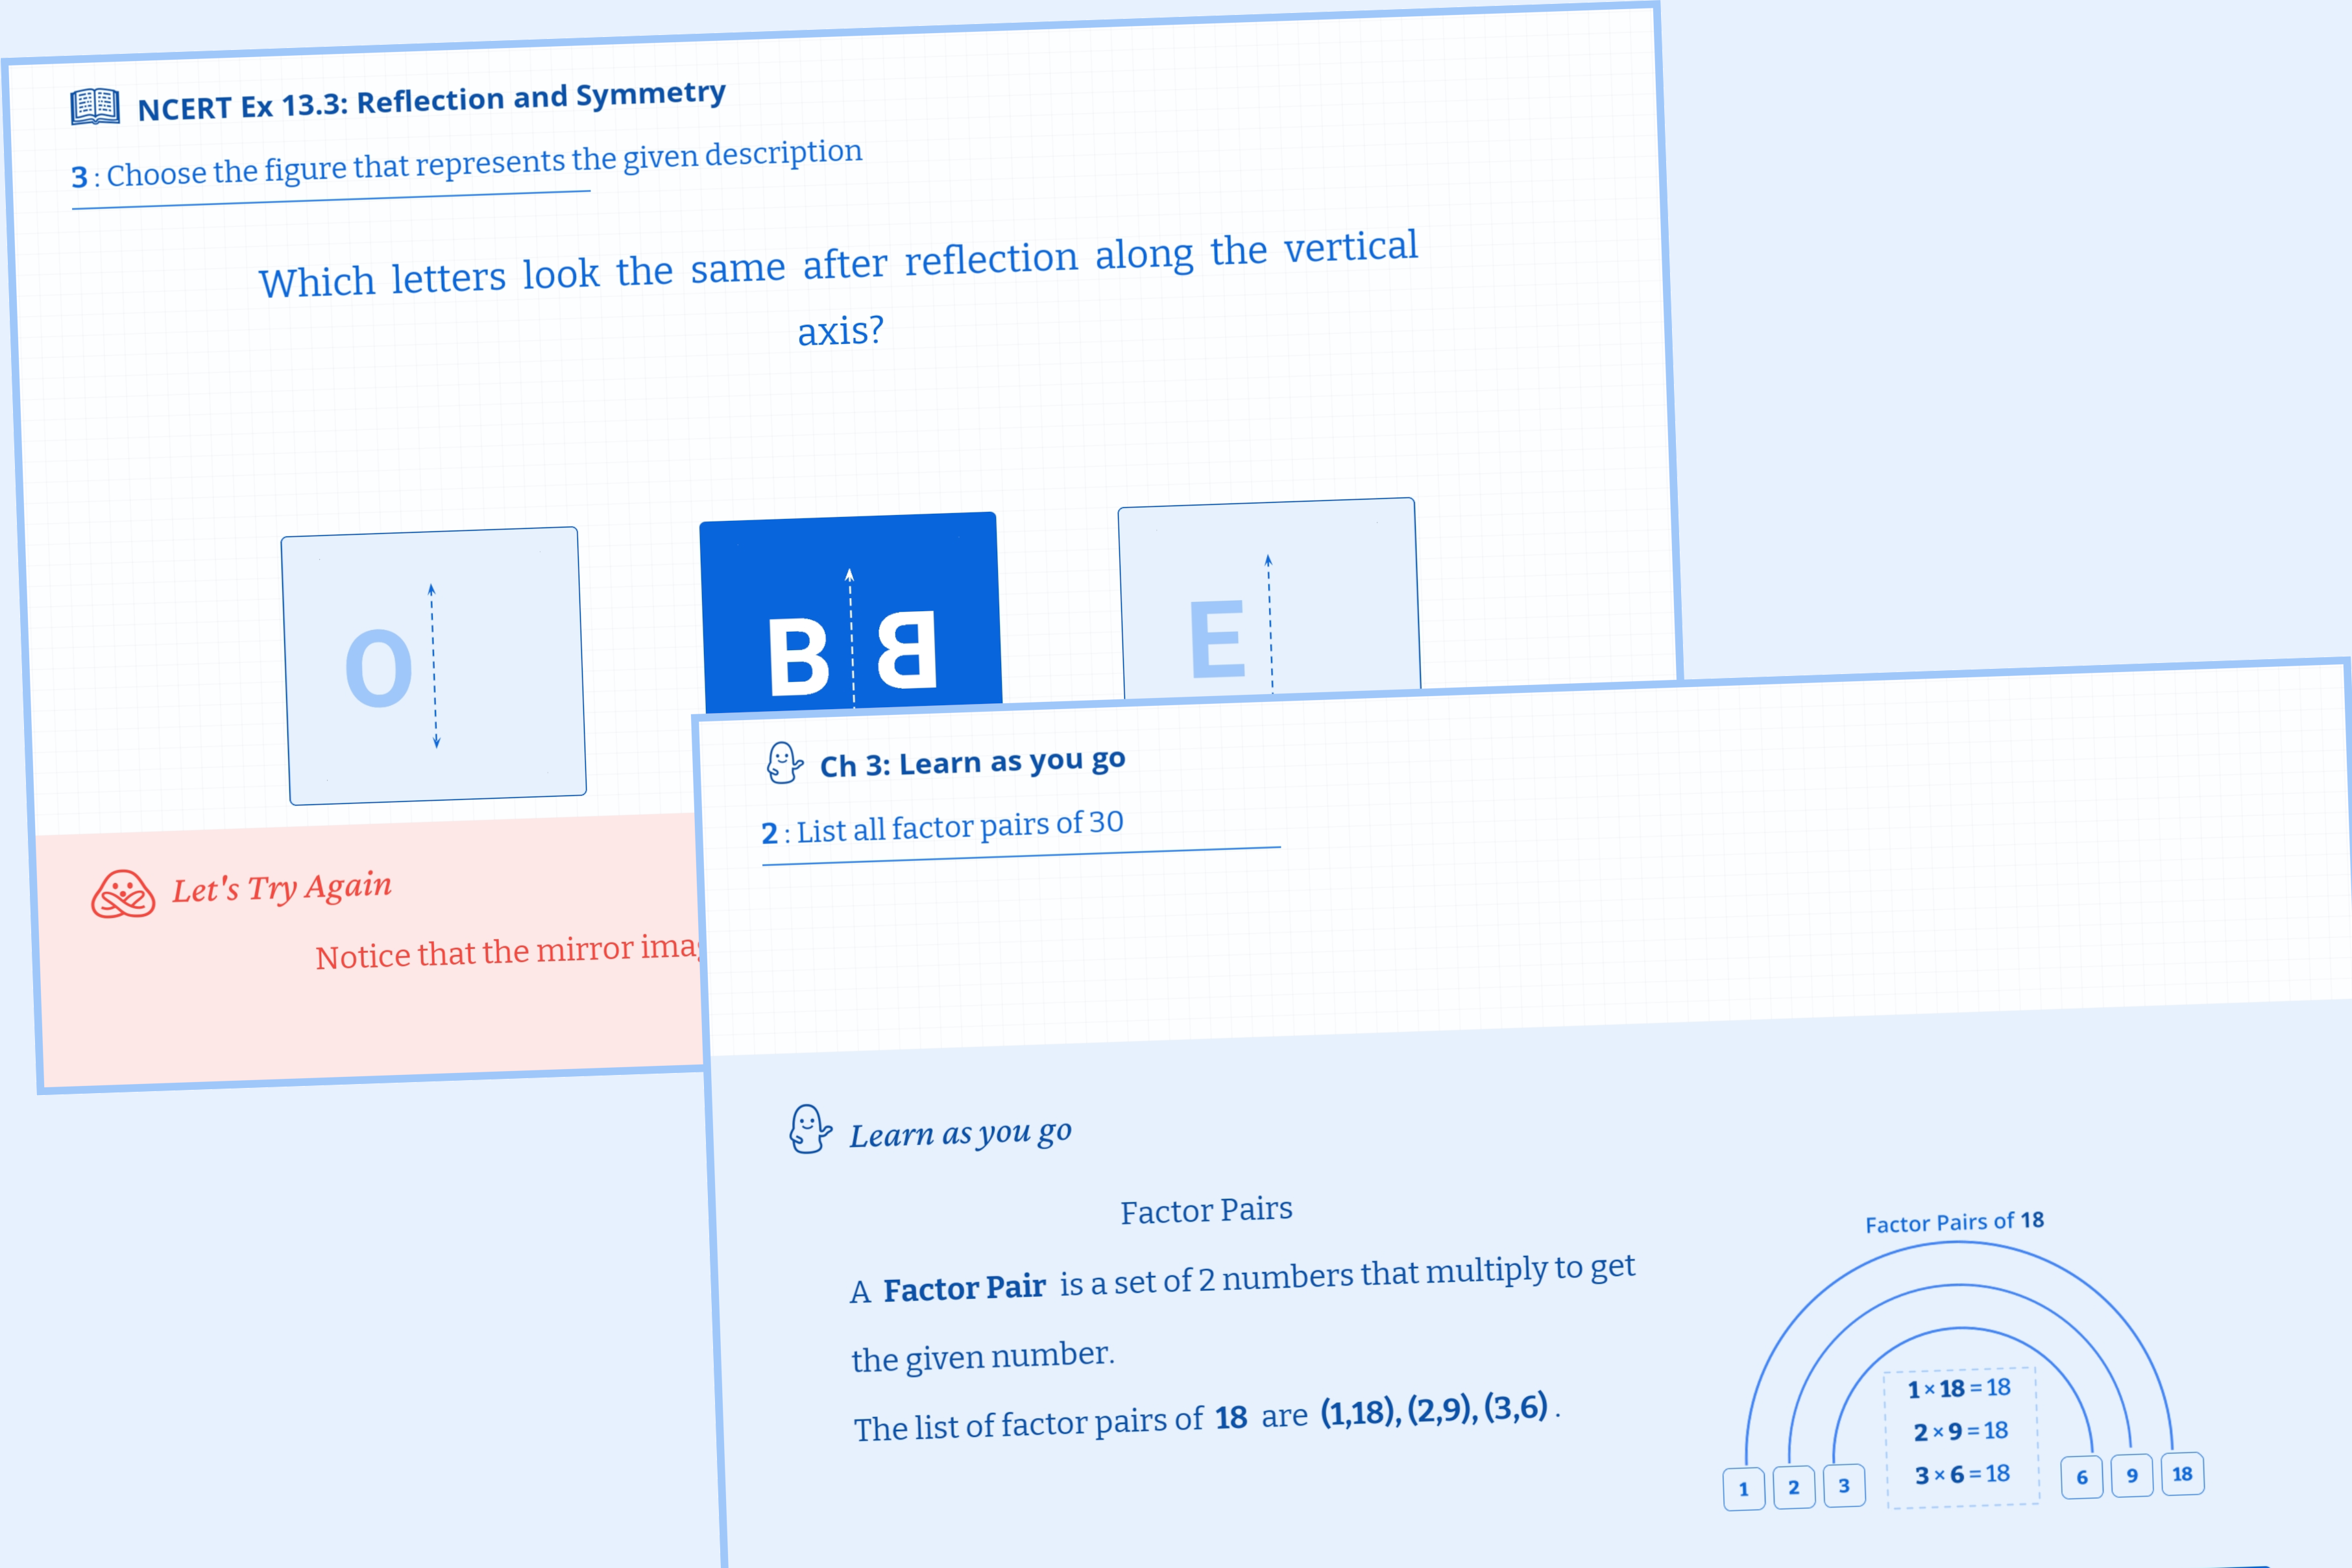 NCERT Ex 13.3: Reflection and Symmetry
3 : Choose the figure that represents the given description
Which letters look the same after reflection along the vertical
axis?
O
B B
E
Let's Try Again
Notice that the mirror
Ch 3: Learn as you go
2 : List all factor pairs of 30
Learn as you go
Factor Pairs
A Factor Pair is a set of 2 numbers that multiply to get
the given number.
The list of factor pairs of 18 are (1,18), (2,9), (3,6) .
Factor Pairs of 18
1 × 18 = 18
2 × 9 = 18
3 × 6 = 18
1 2 3 6 9 18